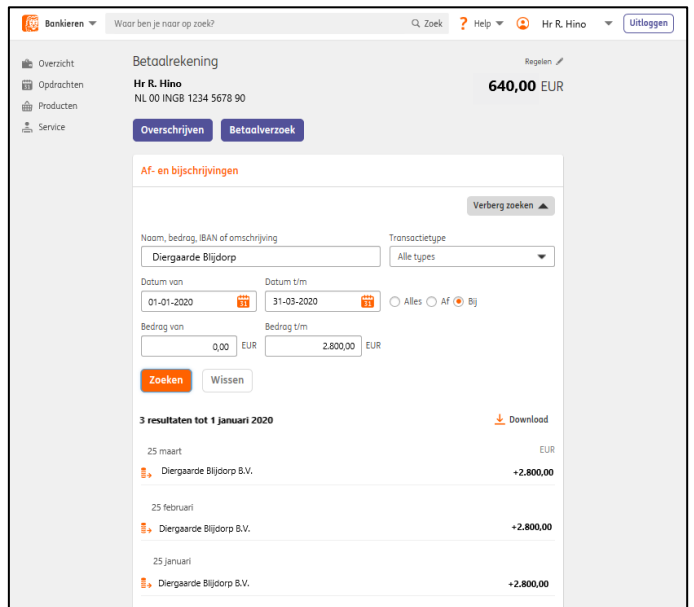 Bankieren Waar ben je naar op zoek? Zoek ? Help Hr R. Hino Uitloggen
Overzicht
Opdrachten
Producten
Service
Betaalrekening Regelen
Hr R. Hino 640,00 EUR
NL 00 INGB 1234 5678 90
Overschrijven Betaalverzoek
Af- en bijschrijvingen
Verberg zoeken
Naam, bedrag, IBAN of omschrijving Transactietype
Diergaarde Blijdorp Alle types
Datum van Datum t/m
01-01-2020 31 31-03-2020 31 Alles Af Bij
Bedrag van Bedrag t/m
0,00 EUR 2.800,00 EUR
Zoeken Wissen
3 resultaten tot 1 januari 2020 Download
25 maart EUR
Diergaarde Blijdorp B.V. +2.800,00
25 februari
Diergaarde Blijdorp B.V. +2.800,00
25 januari
Diergaarde Blijdorp B.V. +2.800,00